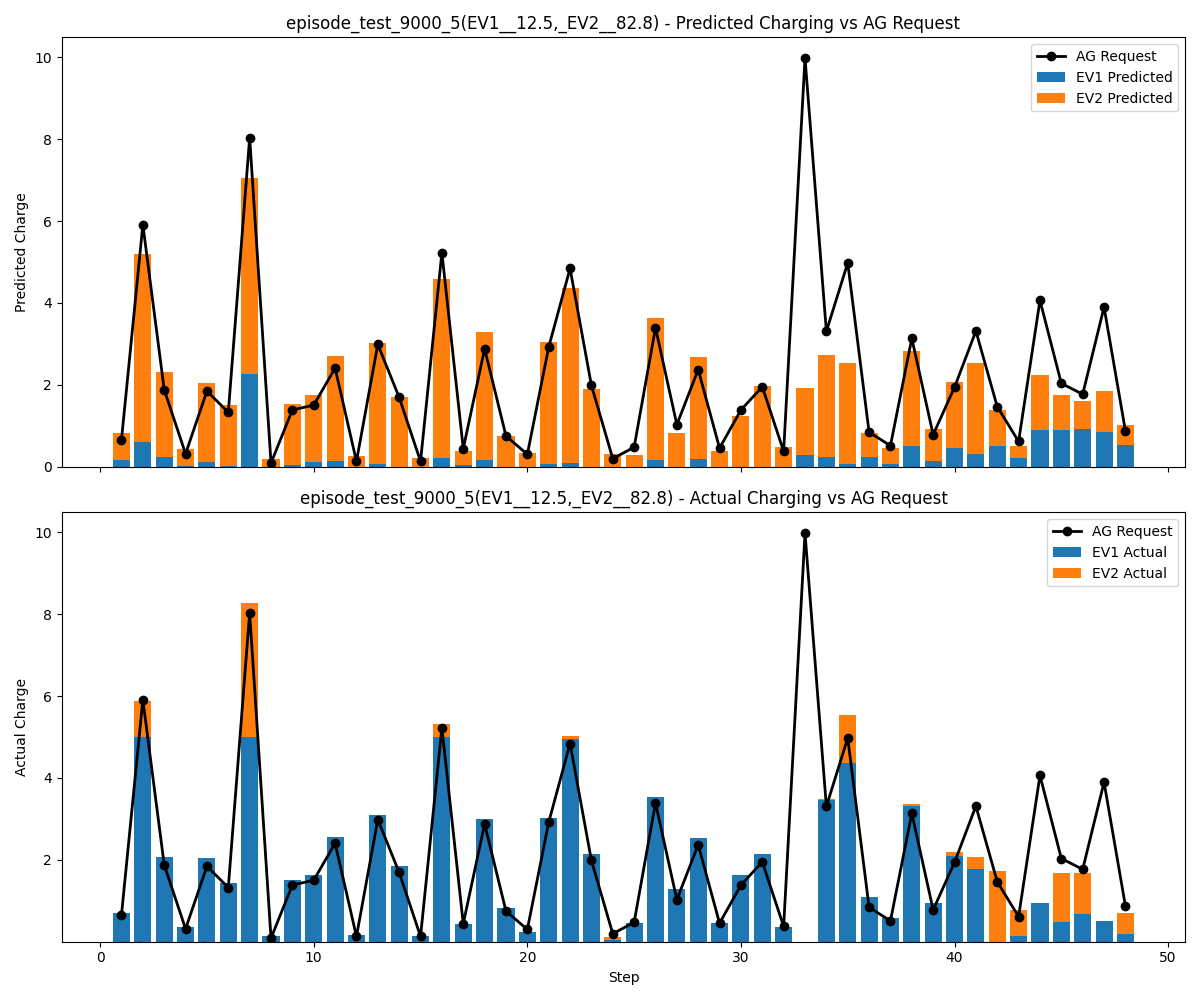 episode_test_9000_5(EV1__12.5,_EV2__82.8) - Predicted Charging vs AG Request
10
8
6
4
2
0
Predicted Charge
AG Request
EV1 Predicted
EV2 Predicted
episode_test_9000_5(EV1__12.5,_EV2__82.8) - Actual Charging vs AG Request
10
8
6
4
2
Actual Charge
AG Request
EV1 Actual
EV2 Actual
0 10 20 30 40 50
Step